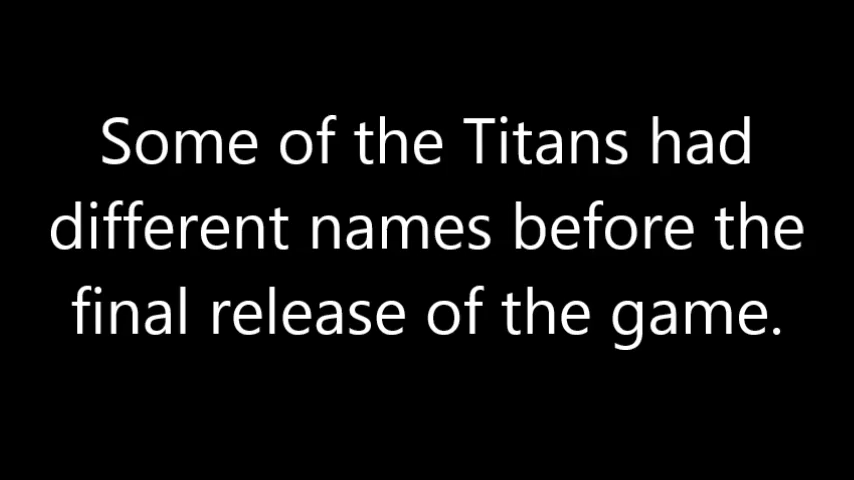 Some of the Titans had
different names before the
final release of the game.